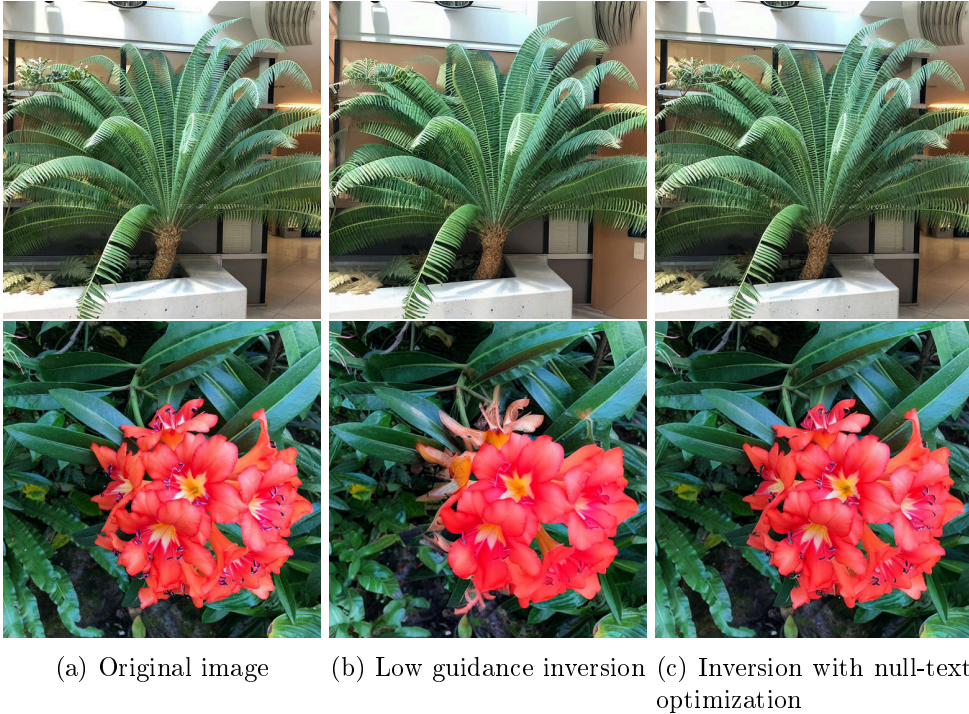 (a) Original image
(b) Low guidance inversion
(c) Inversion with null-text
optimization